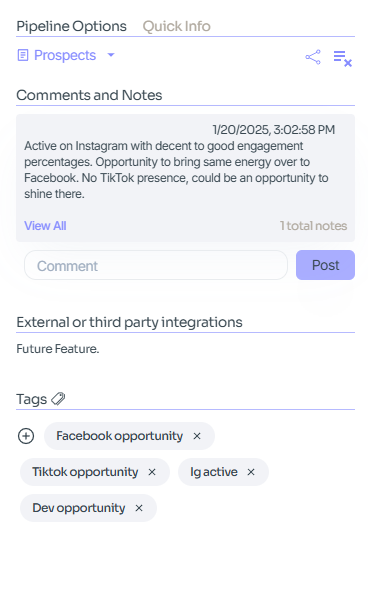 Pipeline Options Quick Info
Prospects
Comments and Notes
1/20/2025, 3:02:58 PM
Active on Instagram with decent to good engagement
percentages. Opportunity to bring same energy over to
Facebook. No TikTok presence, could be an opportunity to
shine there.
View All 1 total notes
Comment Post
External or third party integrations
Future Feature.
Tags
Facebook opportunity ×
Tiktok opportunity × Ig active ×
Dev opportunity ×